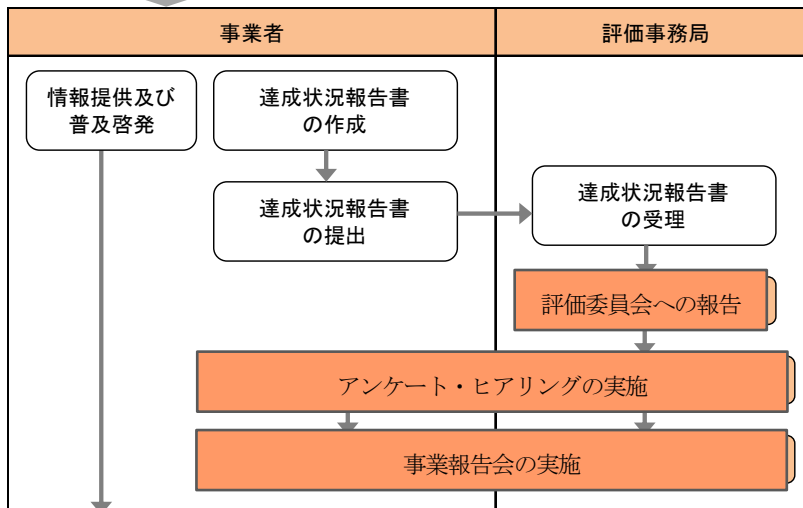 事業者
評価事務局
情報提供及び
普及啓発
達成状況報告書
の作成
達成状況報告書
の提出
達成状況報告書
の受理
評価委員会への報告
アンケート・ヒアリングの実施
事業報告会の実施